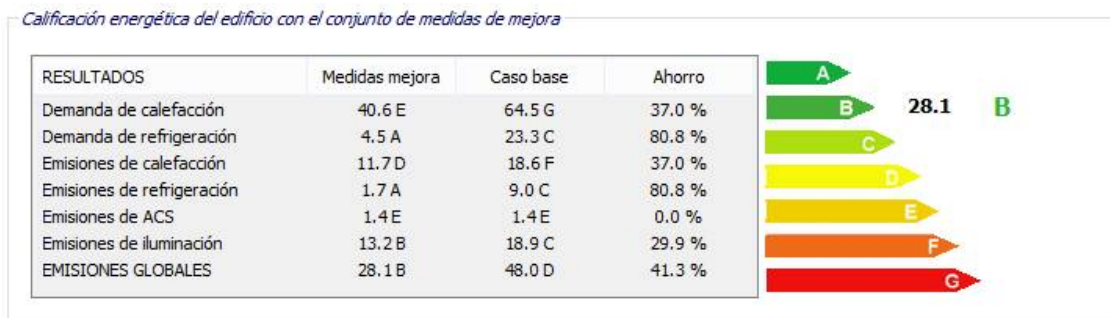 Calificación energética del edificio con el conjunto de medidas de mejora
RESULTADOS Medidas mejora Caso base Ahorro
Demanda de calefacción 40.6 E 64.5 G 37.0 %
Demanda de refrigeración 4.5 A 23.3 C 80.8 %
Emisiones de calefacción 11.7 D 18.6 F 37.0 %
Emisiones de refrigeración 1.7 A 9.0 C 80.8 %
Emisiones de ACS 1.4 E 1.4 E 0.0 %
Emisiones de iluminación 13.2 B 18.9 C 29.9 %
EMISIONES GLOBALES 28.1 B 48.0 D 41.3 %
A
B 28.1 B
C
D
E
F
G